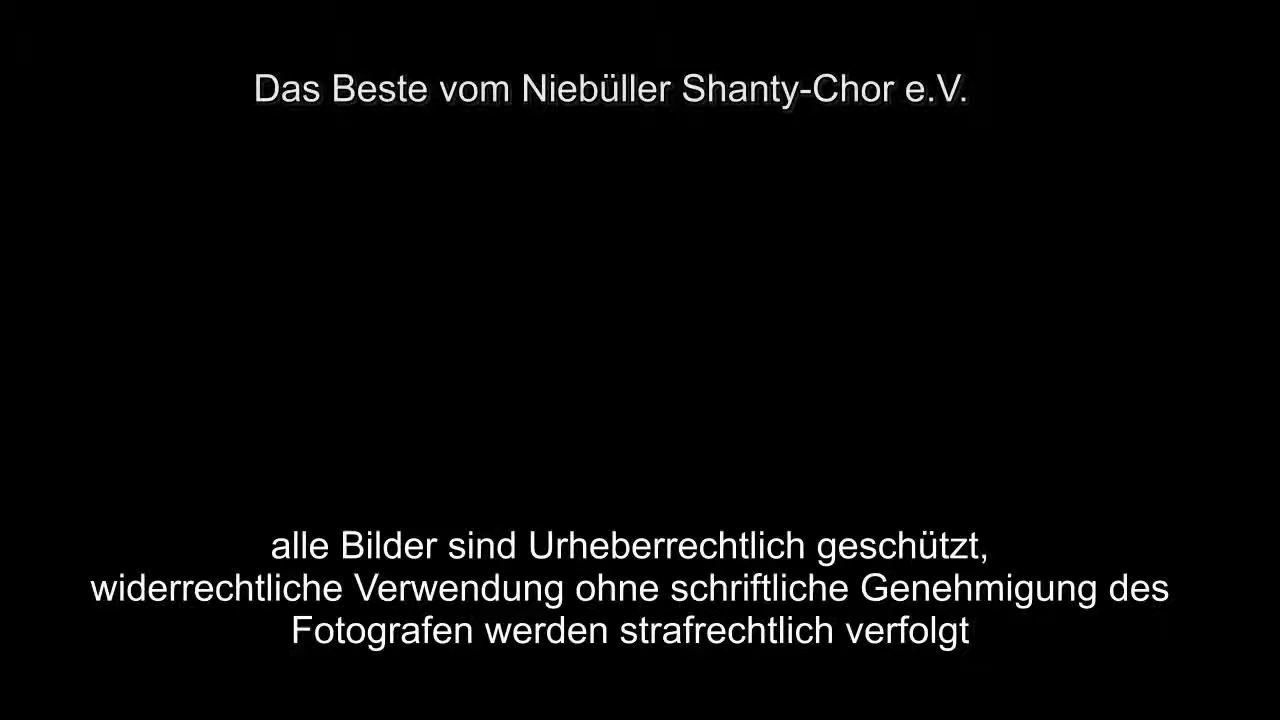 Das Beste vom Niebüller Shanty-Chor e.V.
alle Bilder sind Urheberrechtlich geschützt,
widerrechtliche Verwendung ohne schriftliche Genehmigung des
Fotografen werden strafrechtlich verfolgt